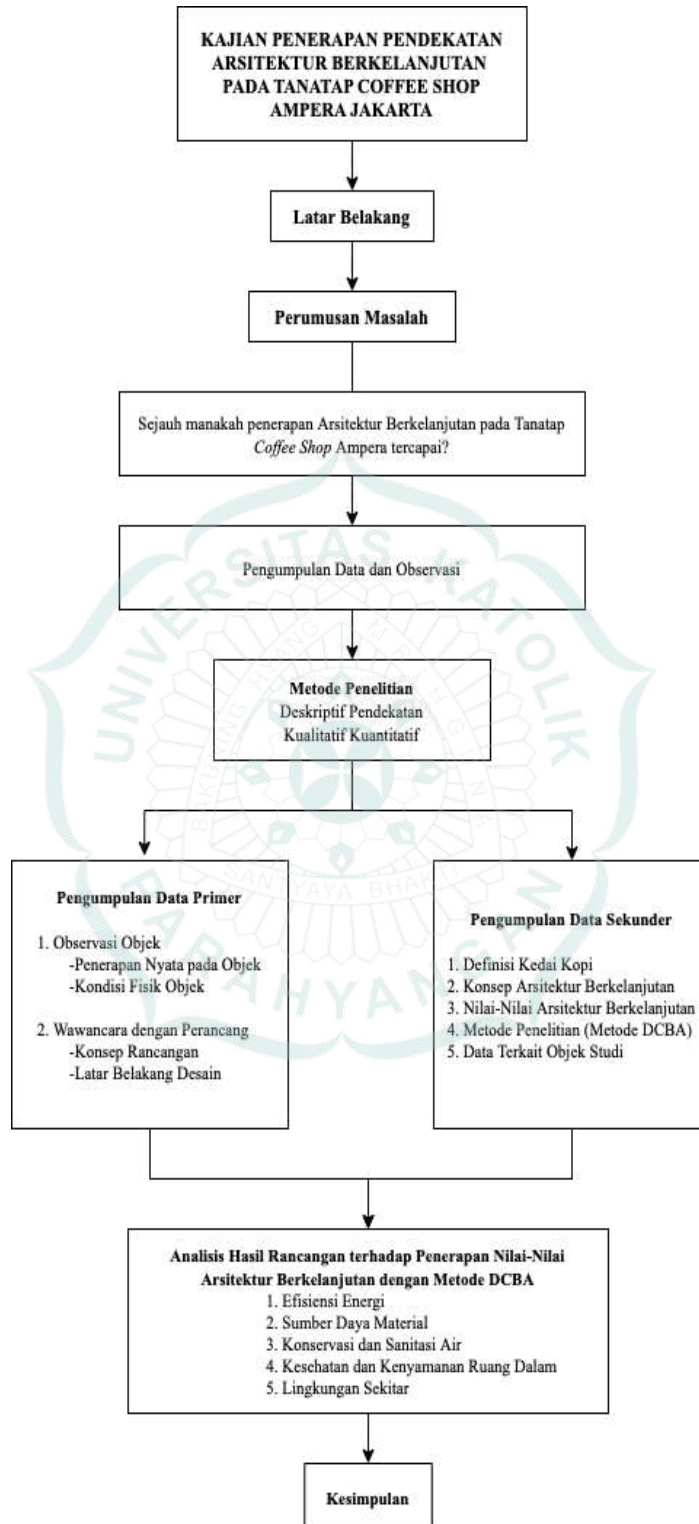 KAJIAN PENERAPAN PENDEKATAN
ARSITEKTUR BERKELANJUTAN
PADA TANATAP COFFEE SHOP
AMPERA JAKARTA
Latar Belakang
Perumusan Masalah
Sejauh manakah penerapan Arsitektur Berkelanjutan pada Tanatap
Coffee Shop Ampera tercapai?
Pengumpulan Data dan Observasi
Metode Penelitian
Deskriptif Pendekatan
Kualitatif Kuantitatif
Pengumpulan Data Primer
1. Observasi Objek
-Penerapan Nyata pada Objek
-Kondisi Fisik Objek
2. Wawancara dengan Perancang
-Konsep Rancangan
-Latar Belakang Desain
Pengumpulan Data Sekunder
1. Definisi Kedai Kopi
2. Konsep Arsitektur Berkelanjutan
3. Nilai-Nilai Arsitektur Berkelanjutan
4. Metode Penelitian (Metode DCBA)
5. Data Terkait Objek Studi
Analisis Hasil Rancangan terhadap Penerapan Nilai-Nilai
Arsitektur Berkelanjutan dengan Metode DCBA
1. Efisiensi Energi
2. Sumber Daya Material
3. Konservasi dan Sanitasi Air
4. Kesehatan dan Kenyamanan Ruang Dalam
5. Lingkungan Sekitar
Kesimpulan
UNIVERSITAS KATOLIK
PARAHYANGAN
SANTIYAYA BHAKTI